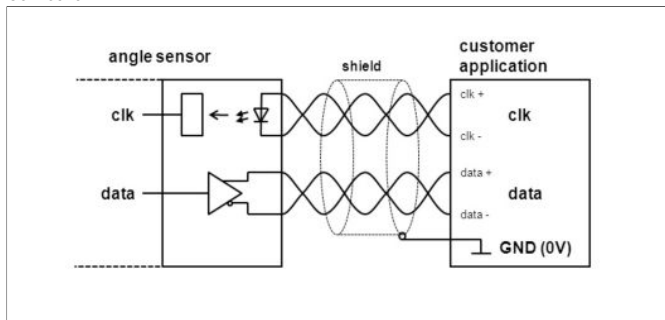 angle sensor
shield
customer
application
clk
clk +
clk
clk -
data
data +
data
data -
GND (0V)